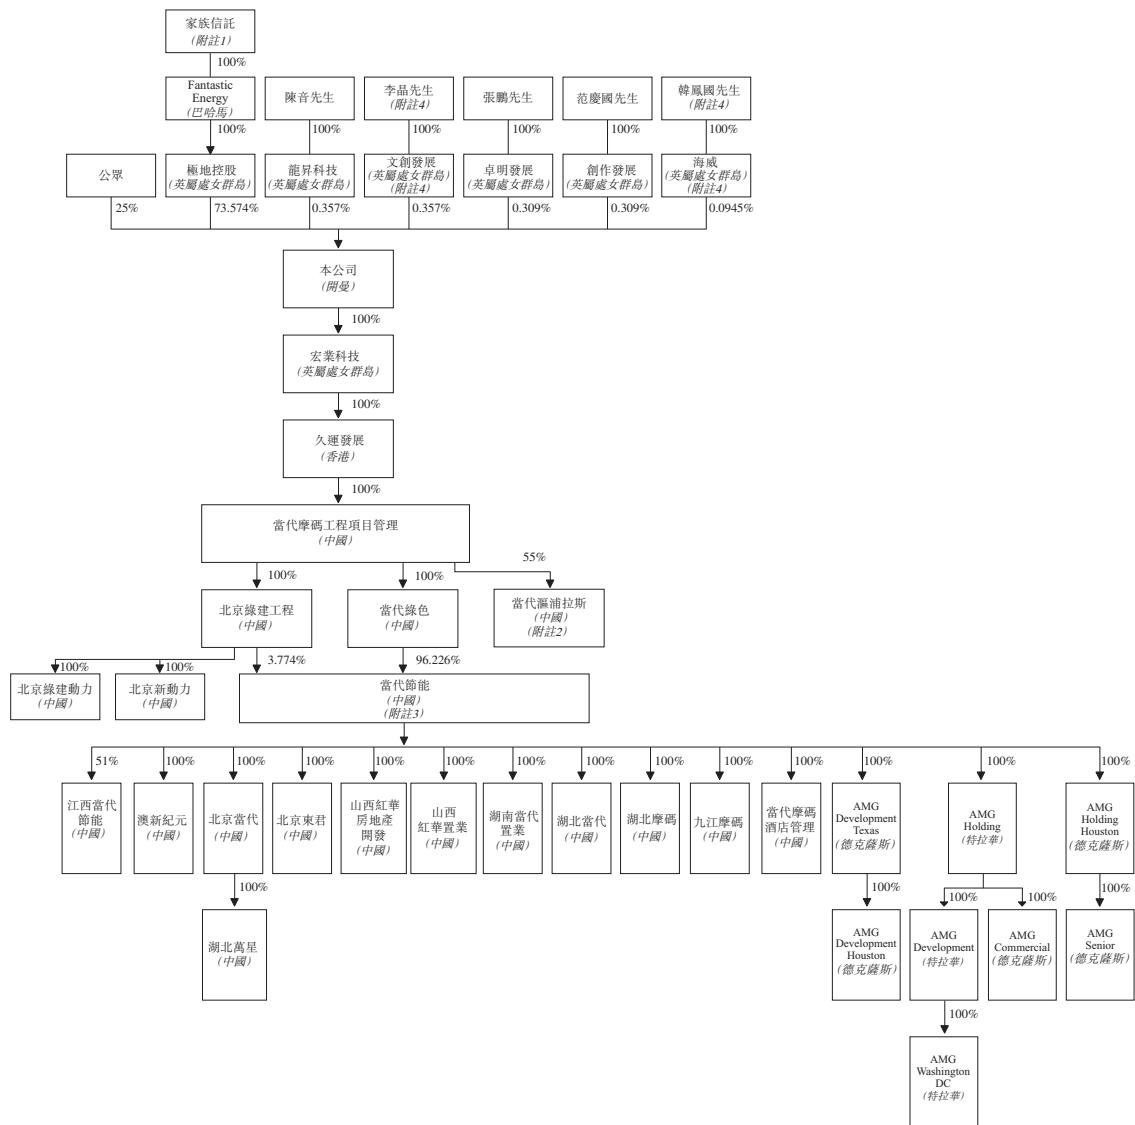 家族信託
(附註1)
100%
Fantastic
Energy
(巴哈馬)
陳音先生
李晶先生
(附註4)
張鵬先生
范慶國先生
韓鳳國先生
(附註4)
100%
100%
100%
100%
100%
100%
公眾
極地控股
(英屬處女群島)
龍昇科技
(英屬處女群島)
文創發展
(英屬處女群島)
(附註4)
卓明發展
(英屬處女群島)
創作發展
(英屬處女群島)
海威
(英屬處女群島)
(附註4)
25%
73.574%
0.357%
0.357%
0.309%
0.309%
0.0945%
本公司
(開曼)
100%
宏業科技
(英屬處女群島)
100%
久運發展
(香港)
100%
當代摩碼工程項目管理
(中國)
100%
100%
55%
北京綠建工程
(中國)
當代綠色
(中國)
當代漚浦拉斯
(中國)
(附註2)
100%
100%
3.774%
96.226%
北京綠建動力
(中國)
北京新動力
(中國)
當代節能
(中國)
(附註3)
51%
100%
100%
100%
100%
100%
100%
100%
100%
100%
100%
100%
100%
100%
江西當代
節能
(中國)
澳新紀元
(中國)
北京當代
(中國)
北京東君
(中國)
山西紅華
房地產
開發
(中國)
山西
紅華置業
(中國)
湖南當代
置業
(中國)
湖北當代
(中國)
湖北摩碼
(中國)
九江摩碼
(中國)
當代摩碼
酒店管理
(中國)
AMG
Development
Texas
(德克薩斯)
AMG
Holding
(特拉華)
AMG
Holding
Houston
(德克薩斯)
100%
100%
100%
100%
100%
湖北萬星
(中國)
AMG
Development
Houston
(德克薩斯)
AMG
Development
(特拉華)
AMG
Commercial
(德克薩斯)
AMG
Senior
(德克薩斯)
100%
AMG
Washington
DC
(特拉華)